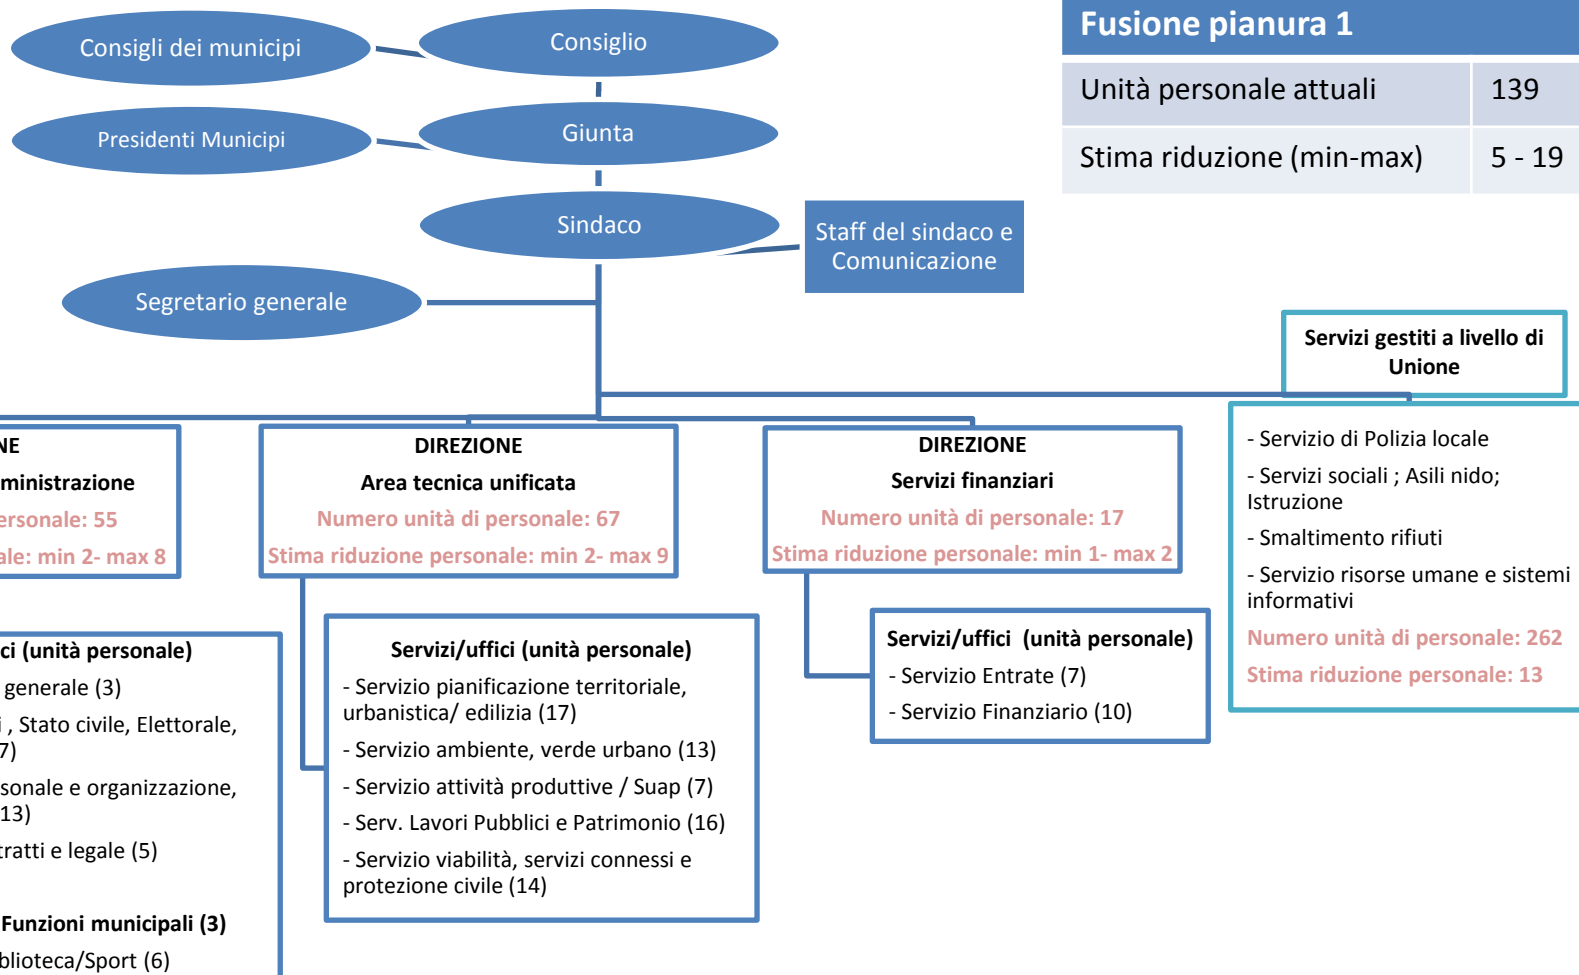 Consigli dei municipi
Consiglio
Fusione pianura 1
Unità personale attuali 139
Stima riduzione (min-max) 5 - 19
Presidenti Municipi
Giunta
Sindaco
Staff del sindaco e
Comunicazione
Segretario generale
Servizi gestiti a livello di
Unione
NE
ministrazione
ersonale: 55
ale: min 2- max 8
DIREZIONE
Area tecnica unificata
Numero unità di personale: 67
Stima riduzione personale: min 2- max 9
DIREZIONE
Servizi finanziari
Numero unità di personale: 17
Stima riduzione personale: min 1- max 2
- Servizio di Polizia locale
- Servizi sociali ; Asili nido;
Istruzione
- Smaltimento rifiuti
- Servizio risorse umane e sistemi
informativi
Numero unità di personale: 262
Stima riduzione personale: 13
ci (unità personale)
generale (3)
i , Stato civile, Elettorale,
7)
sonale e organizzazione,
13)
tratti e legale (5)
Funzioni municipali (3)
blioteca/Sport (6)
Servizi/uffici (unità personale)
- Servizio pianificazione territoriale,
urbanistica/ edilizia (17)
- Servizio ambiente, verde urbano (13)
- Servizio attività produttive / Suap (7)
- Serv. Lavori Pubblici e Patrimonio (16)
- Servizio viabilità, servizi connessi e
protezione civile (14)
Servizi/uffici (unità personale)
- Servizio Entrate (7)
- Servizio Finanziario (10)